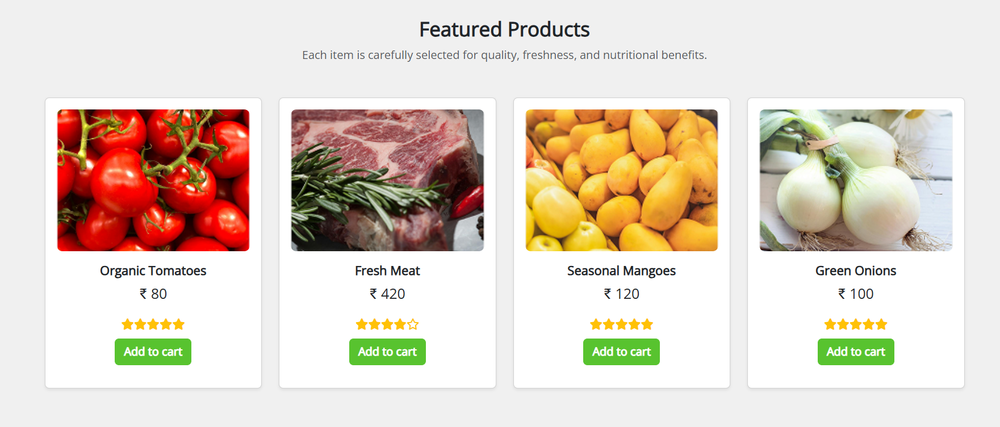 Featured Products
Each item is carefully selected for quality, freshness, and nutritional benefits.
Organic Tomatoes
₹ 80
Add to cart
Fresh Meat
₹ 420
Add to cart
Seasonal Mangoes
₹ 120
Add to cart
Green Onions
₹ 100
Add to cart